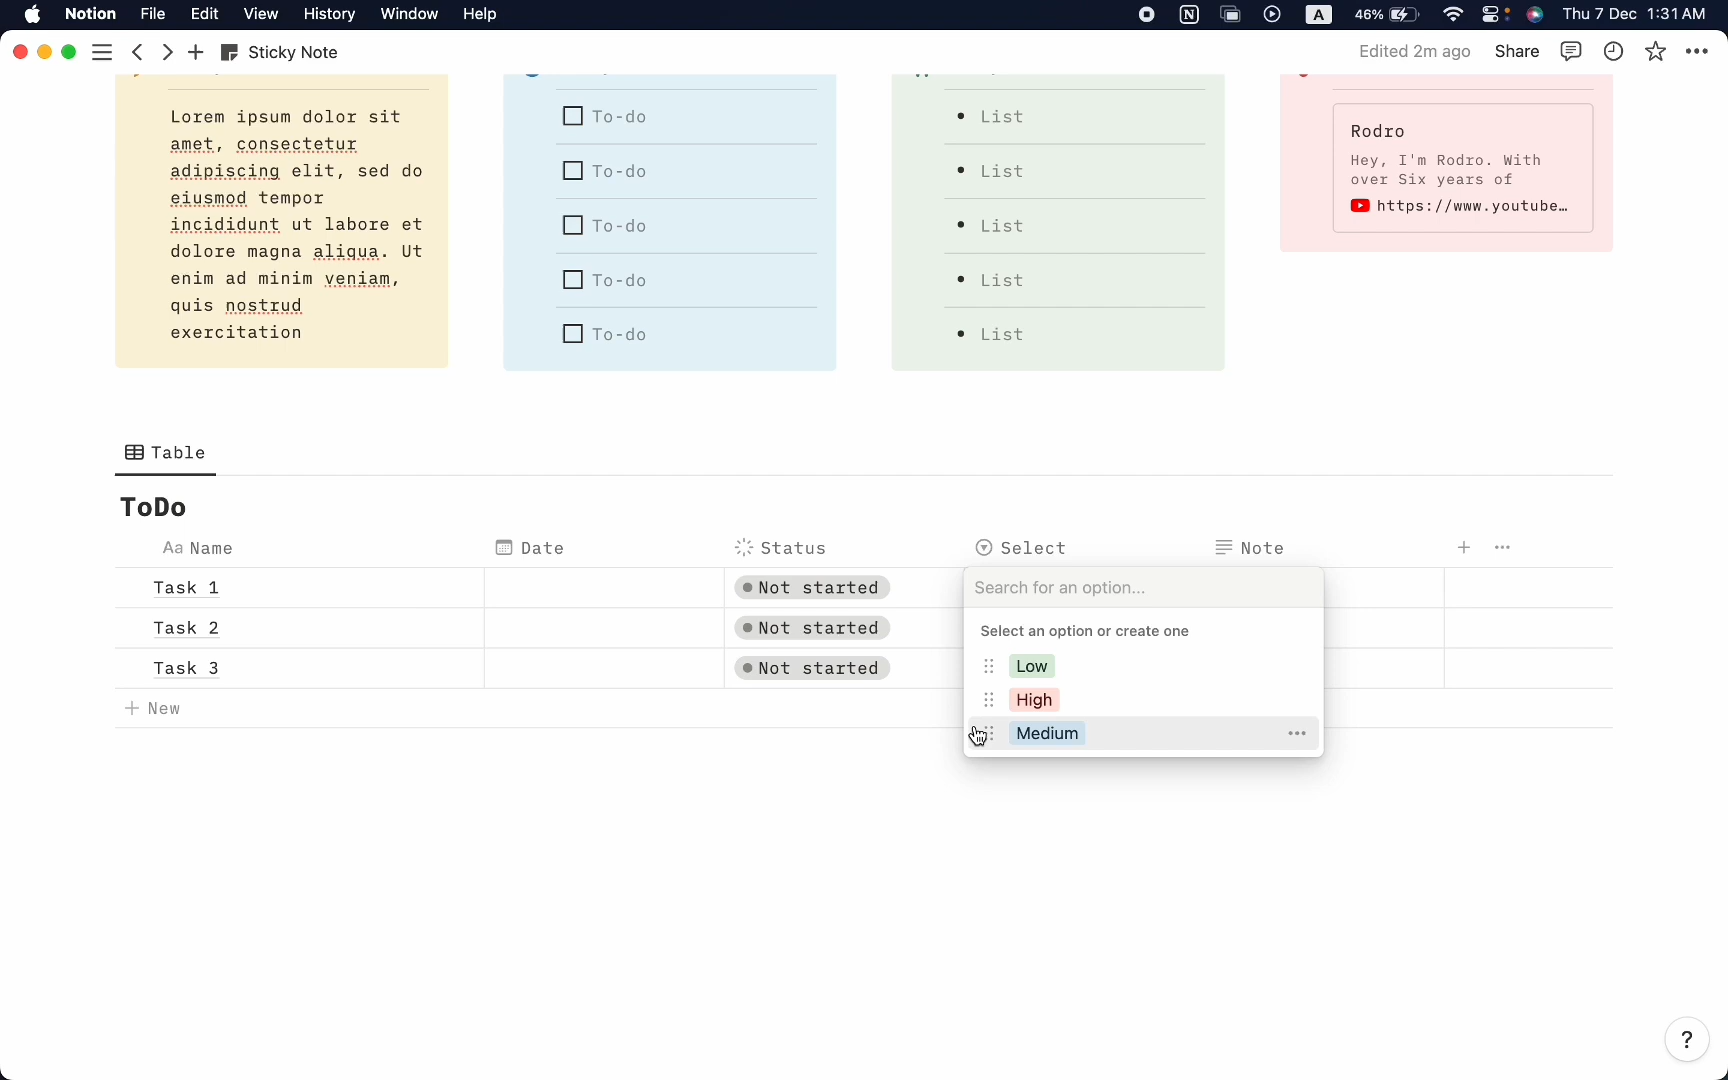 Notion File Edit View History Window Help A 46% Thu 7 Dec 1:31 AM
Sticky Note Edited 2m ago Share
Lorem ipsum dolor sit
amet, consectetur
adipiscing elit, sed do
eiusmod tempor
incididunt ut labore et
dolore magna aliqua. Ut
enim ad minim veniam,
quis nostrud
exercitation
To-do
To-do
To-do
To-do
To-do
• List
• List
• List
• List
• List
Rodro
Hey, I'm Rodro. With
over Six years of
https://www.youtube…
Table
ToDo
Aa Name Date Status Select Note + •••
Task 1 Not started Search for an option...
Task 2 Not started Select an option or create one
Task 3 Not started Low
High
+ New Medium •••
?